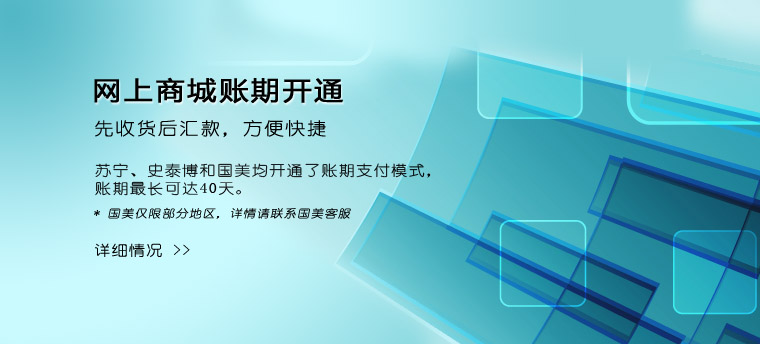 网上商城账期开通
先收货后汇款，方便快捷
苏宁、史泰博和国美均开通了账期支付模式，
账期最长可达40天。
* 国美仅限部分地区，详情请联系国美客服
详细情况 >>